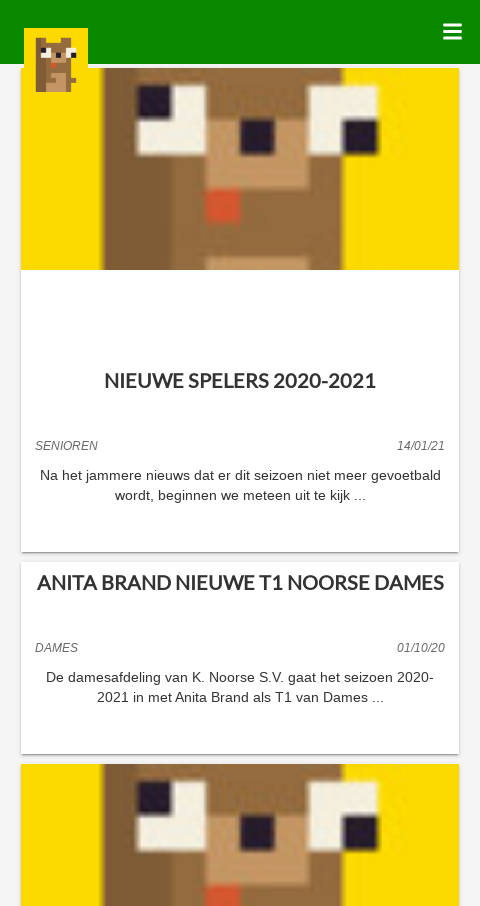 NIEUWE SPELERS 2020-2021
SENIOREN 14/01/21
Na het jammere nieuws dat er dit seizoen niet meer gevoetbald
wordt, beginnen we meteen uit te kijk ...
ANITA BRAND NIEUWE T1 NOORSE DAMES
DAMES 01/10/20
De damesafdeling van K. Noorse S.V. gaat het seizoen 2020-
2021 in met Anita Brand als T1 van Dames ...